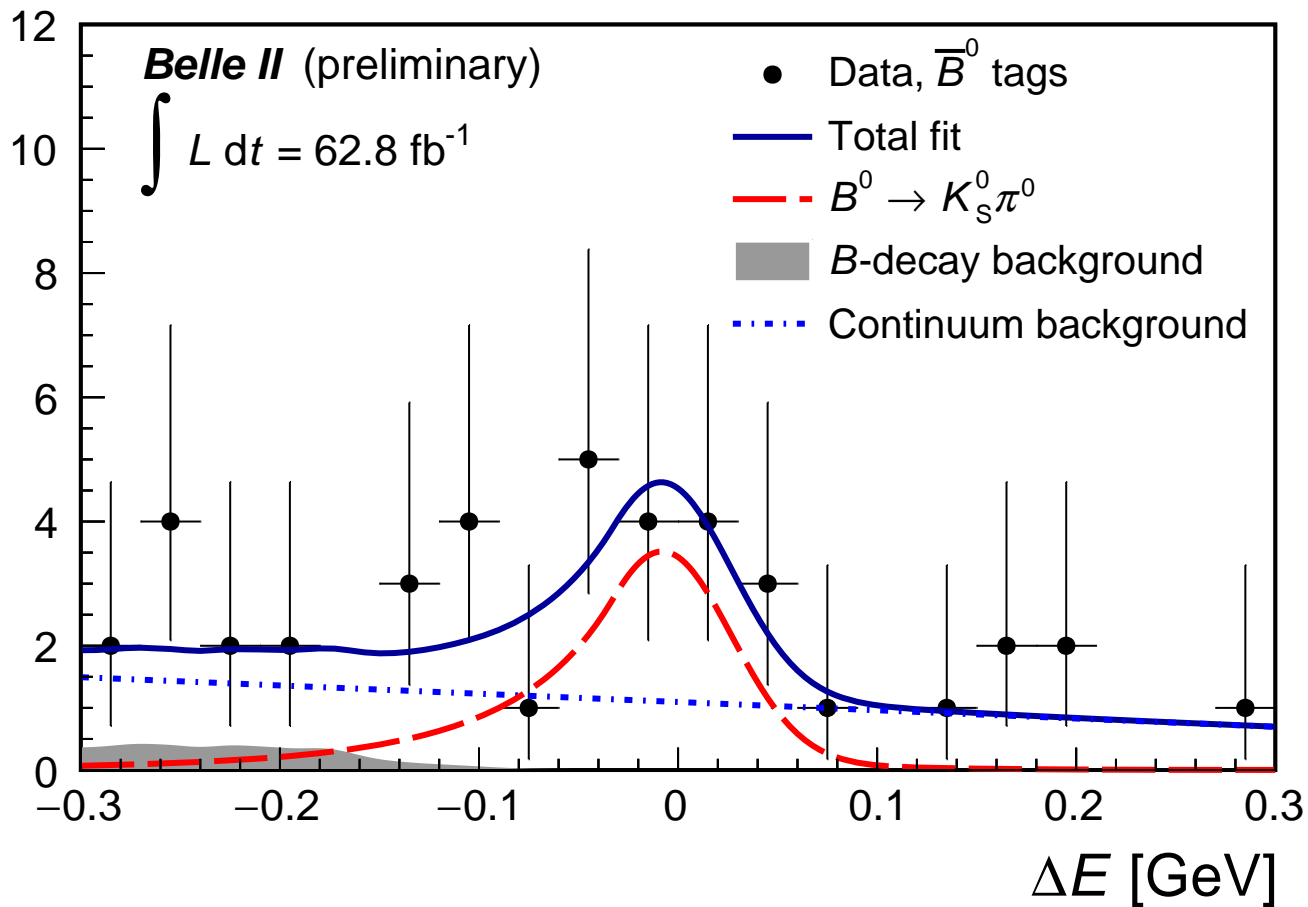 12
10
8
6
4
2
0
Belle II (preliminary)
∫ L dt = 62.8 fb⁻¹
Data, B̅⁰ tags
Total fit
B⁰ → K⁰_S π⁰
B-decay background
Continuum background
−0.3 −0.2 −0.1 0 0.1 0.2 0.3
ΔE [GeV]